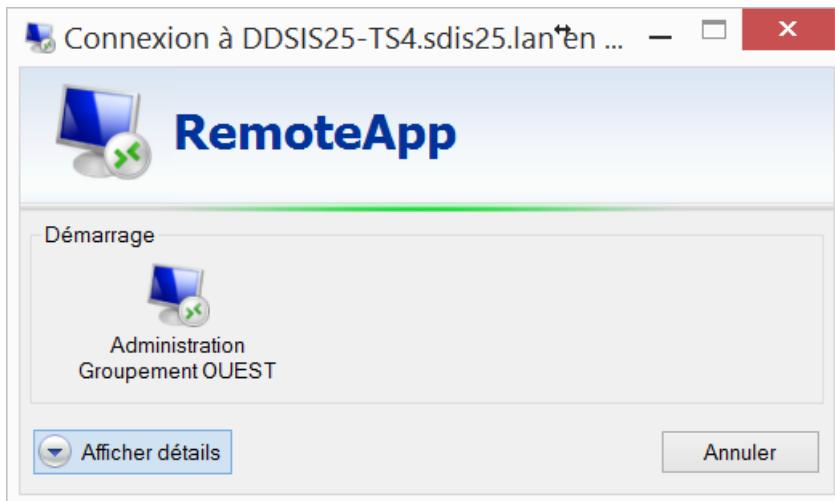 Connexion à DDSIS25-TS4.sdis25.lan en ...
RemoteApp
Démarrage
Administration
Groupement OUEST
Afficher détails
Annuler